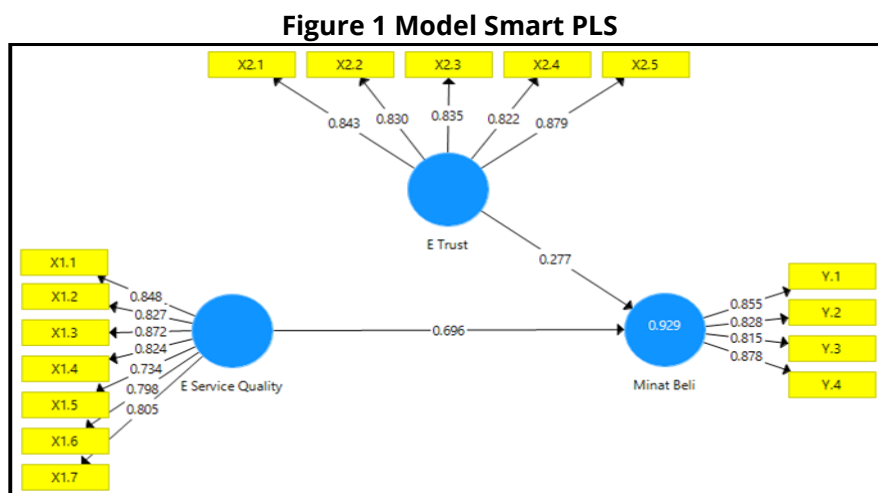 Figure 1 Model Smart PLS
X2.1 X2.2 X2.3 X2.4 X2.5
0.843 0.830 0.835 0.822 0.879
E Trust
0.277
X1.1
X1.2
X1.3
X1.4
X1.5
X1.6
X1.7
0.848
0.827
0.872
0.824
0.734
0.798
0.805
E Service Quality
0.696
0.929
Minat Beli
0.855
0.828
0.815
0.878
Y.1
Y.2
Y.3
Y.4